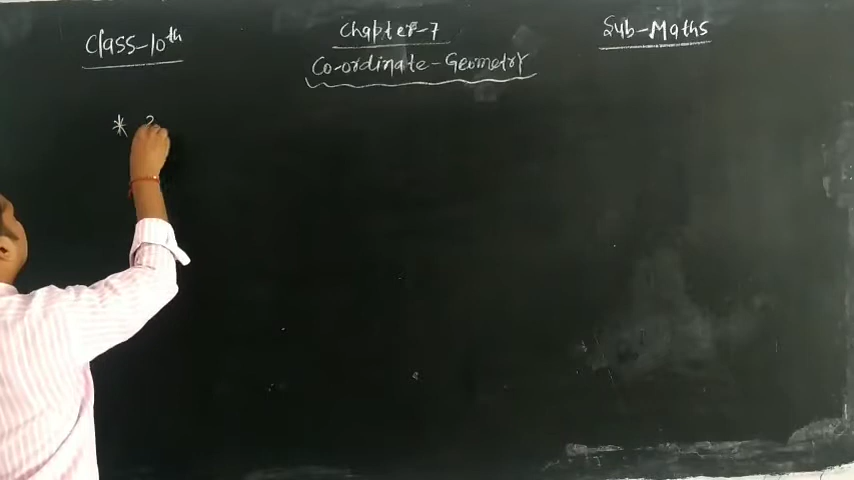 Class-10th
Chapter-7
Sub-Maths
Co-ordinate-Geometry
*